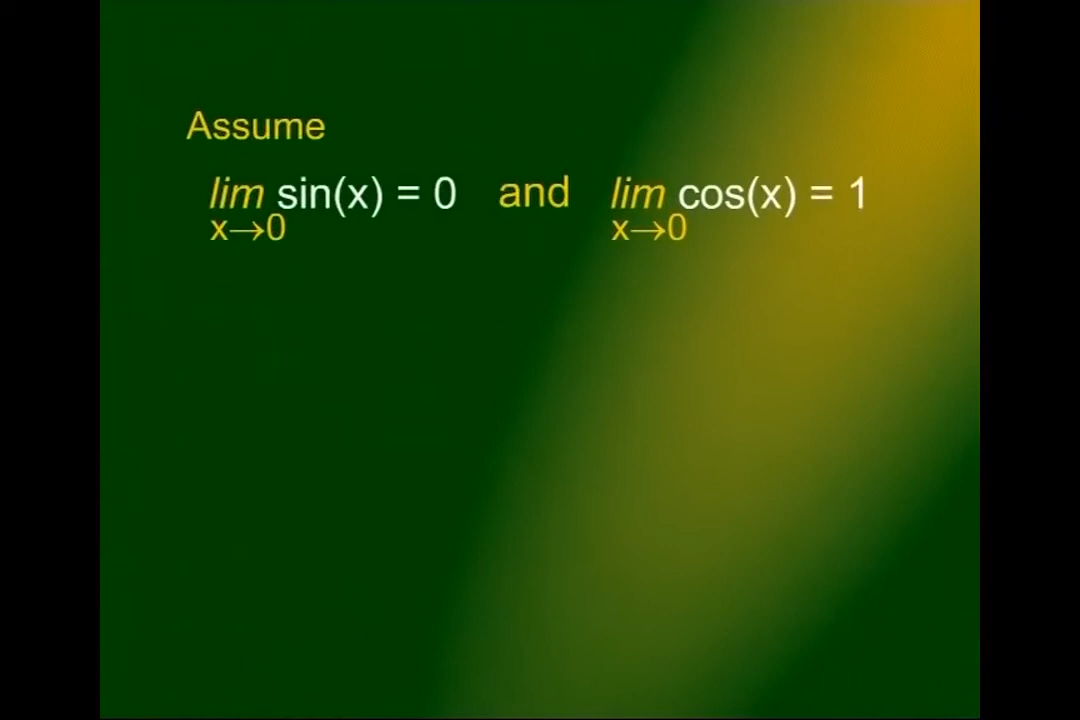 Assume
lim sin(x) = 0 and lim cos(x) = 1
x→0 x→0